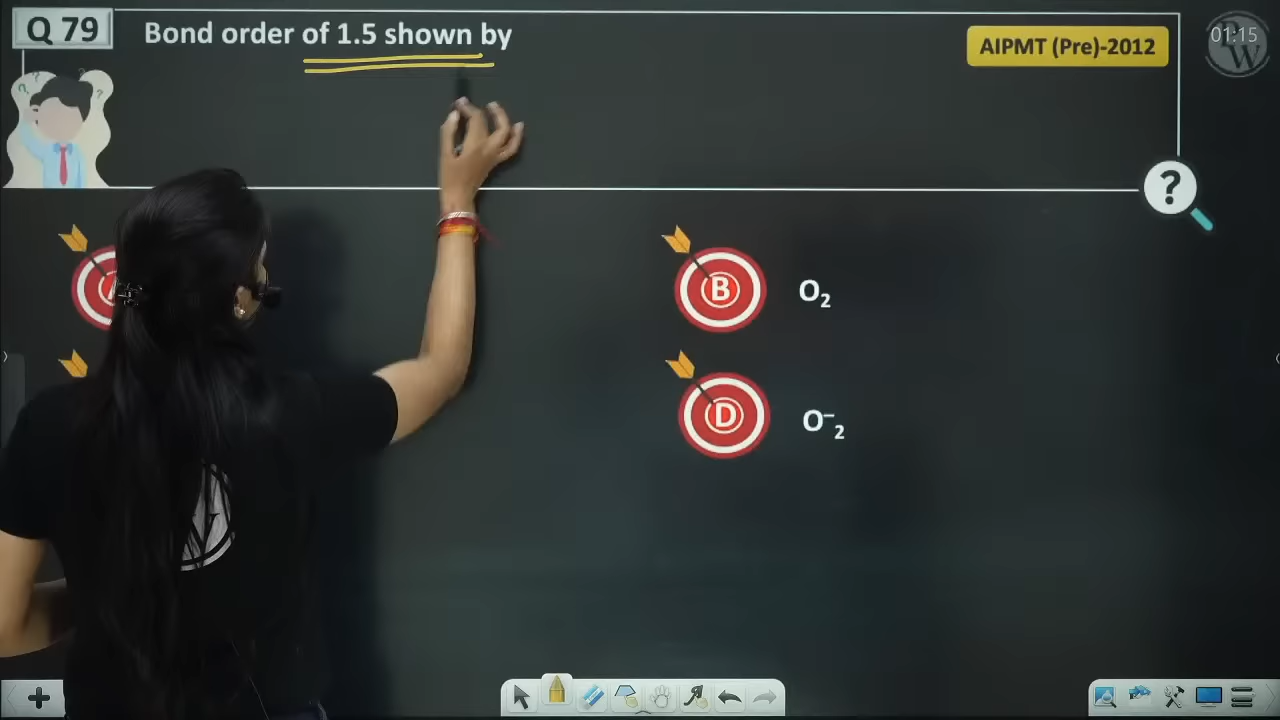 Q 79
Bond order of 1.5 shown by
AIPMT (Pre)-2012
01:15
?
B
O₂
D
O⁻₂